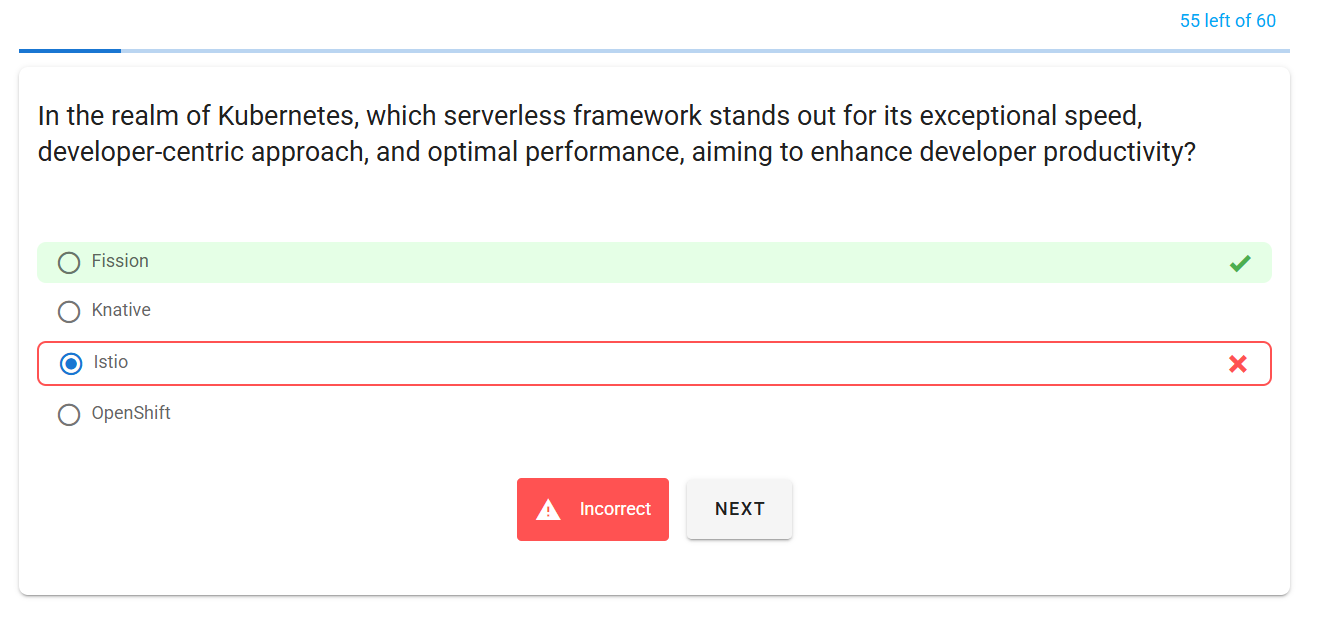 55 left of 60
In the realm of Kubernetes, which serverless framework stands out for its exceptional speed,
developer-centric approach, and optimal performance, aiming to enhance developer productivity?
Fission
Knative
Istio
OpenShift
Incorrect
NEXT